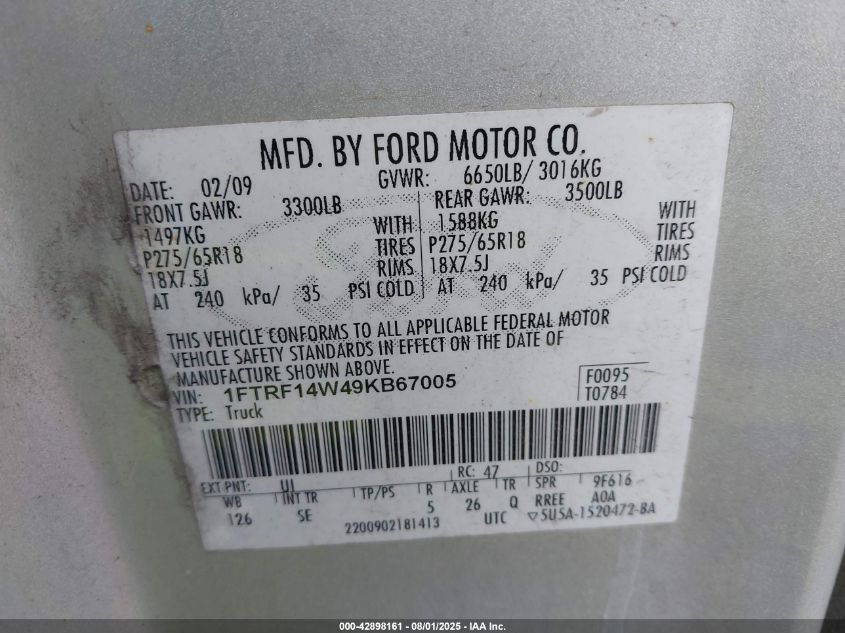 MFD. BY FORD MOTOR CO.
DATE: 02/09 GVWR: 6650LB/ 3016KG
FRONT GAWR: 3300LB REAR GAWR: 3500LB
1497KG WITH 1588KG WITH
P275/65R18 TIRES P275/65R18 TIRES
18X7.5J RIMS 18X7.5J RIMS
AT 240 kPa/ 35 PSI COLD AT 240 kPa/ 35 PSI COLD
THIS VEHICLE CONFORMS TO ALL APPLICABLE FEDERAL MOTOR
VEHICLE SAFETY STANDARDS IN EFFECT ON THE DATE OF
MANUFACTURE SHOWN ABOVE.
VIN: 1FTRF14W49KB67005 F0095
TYPE: Truck T0784
EXT PNT: UI RC: 47 DSO:
WB INT TR TP/PS R AXLE TR SPR 9F616
126 SE 5 26 Q RREE A0A
2200902181413 UTC ▽5U5A-1520472-BA
000-42898161 - 08/01/2025 - IAA Inc.